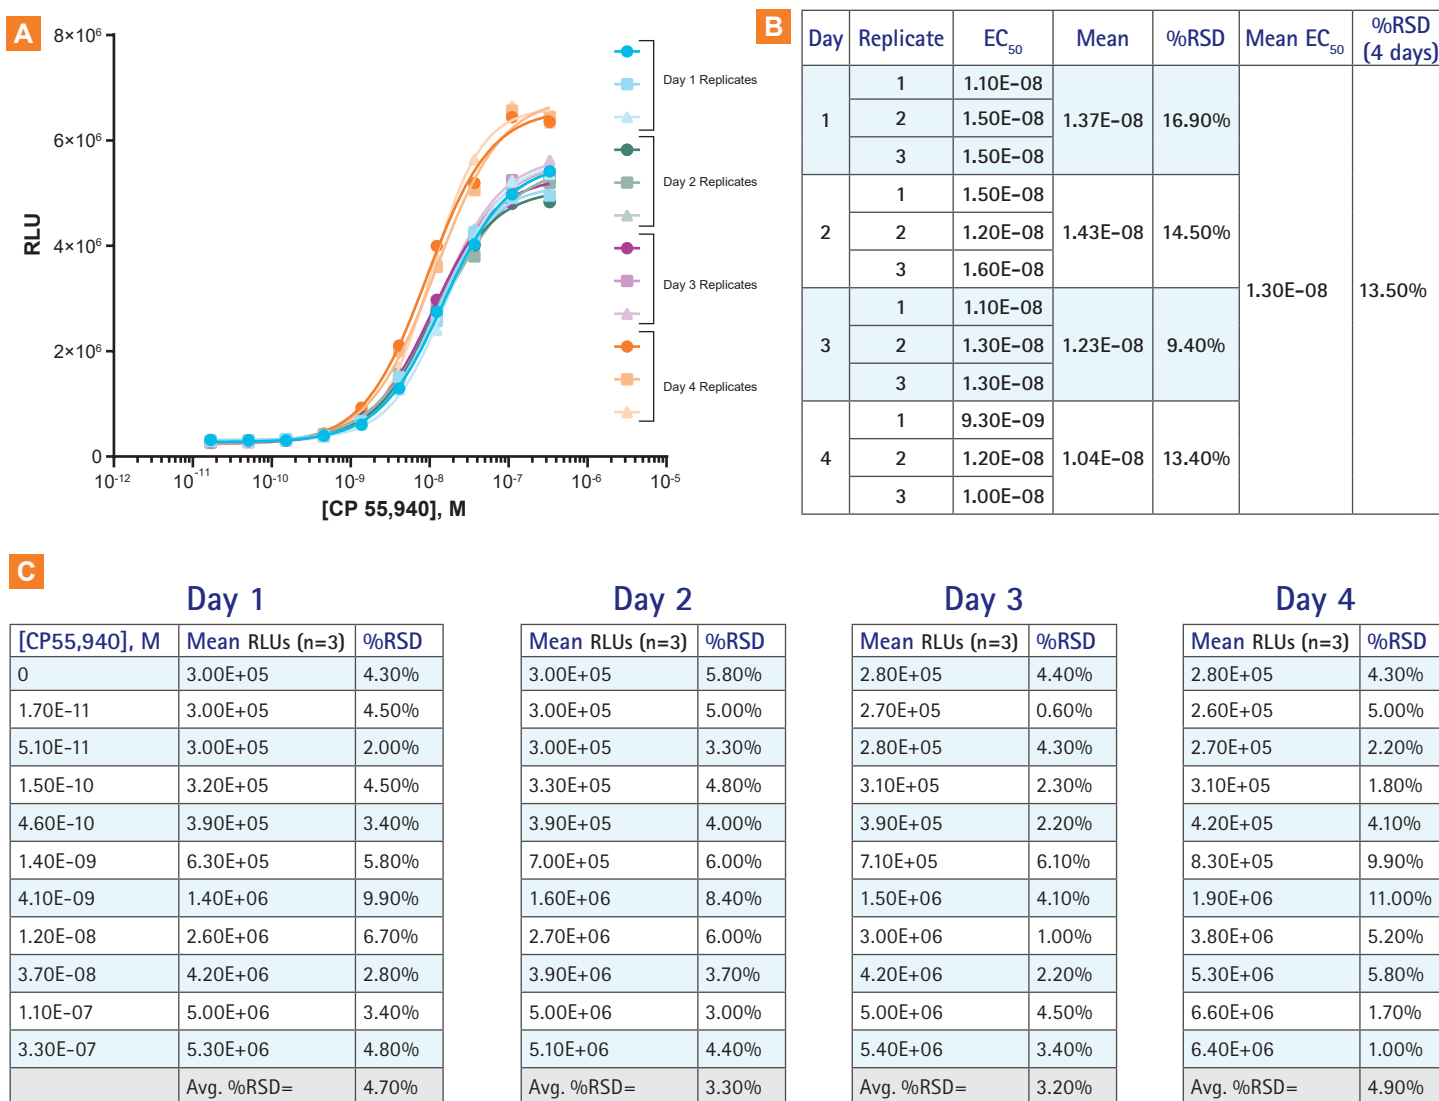 A
8×10⁶
6×10⁶
4×10⁶
2×10⁶
0
RLU
10⁻¹² 10⁻¹¹ 10⁻¹⁰ 10⁻⁹ 10⁻⁸ 10⁻⁷ 10⁻⁶ 10⁻⁵
[CP 55,940], M
Day 1 Replicates
Day 2 Replicates
Day 3 Replicates
Day 4 Replicates
B
Day Replicate EC₅₀ Mean %RSD Mean EC₅₀ %RSD (4 days)
1 1 1.10E-08 1.37E-08 16.90% 1.30E-08 13.50%
2 1.50E-08
3 1.50E-08
2 1 1.50E-08 1.43E-08 14.50%
2 1.20E-08
3 1.60E-08
3 1 1.10E-08 1.23E-08 9.40%
2 1.30E-08
3 1.30E-08
4 1 9.30E-09 1.04E-08 13.40%
2 1.20E-08
3 1.00E-08
C
Day 1 Day 2 Day 3 Day 4
[CP55,940], M Mean RLUs (n=3) %RSD Mean RLUs (n=3) %RSD Mean RLUs (n=3) %RSD Mean RLUs (n=3) %RSD
0 3.00E+05 4.30% 3.00E+05 5.80% 2.80E+05 4.40% 2.80E+05 4.30%
1.70E-11 3.00E+05 4.50% 3.00E+05 5.00% 2.70E+05 0.60% 2.60E+05 5.00%
5.10E-11 3.00E+05 2.00% 3.00E+05 3.30% 2.80E+05 4.30% 2.70E+05 2.20%
1.50E-10 3.20E+05 4.50% 3.30E+05 4.80% 3.10E+05 2.30% 3.10E+05 1.80%
4.60E-10 3.90E+05 3.40% 3.90E+05 4.00% 3.90E+05 2.20% 4.20E+05 4.10%
1.40E-09 6.30E+05 5.80% 7.00E+05 6.00% 7.10E+05 6.10% 8.30E+05 9.90%
4.10E-09 1.40E+06 9.90% 1.60E+06 8.40% 1.50E+06 4.10% 1.90E+06 11.00%
1.20E-08 2.60E+06 6.70% 2.70E+06 6.00% 3.00E+06 1.00% 3.80E+06 5.20%
3.70E-08 4.20E+06 2.80% 3.90E+06 3.70% 4.20E+06 2.20% 5.30E+06 5.80%
1.10E-07 5.00E+06 3.40% 5.00E+06 3.00% 5.00E+06 4.50% 6.60E+06 1.70%
3.30E-07 5.30E+06 4.80% 5.10E+06 4.40% 5.40E+06 3.40% 6.40E+06 1.00%
Avg. %RSD= 4.70% Avg. %RSD= 3.30% Avg. %RSD= 3.20% Avg. %RSD= 4.90%